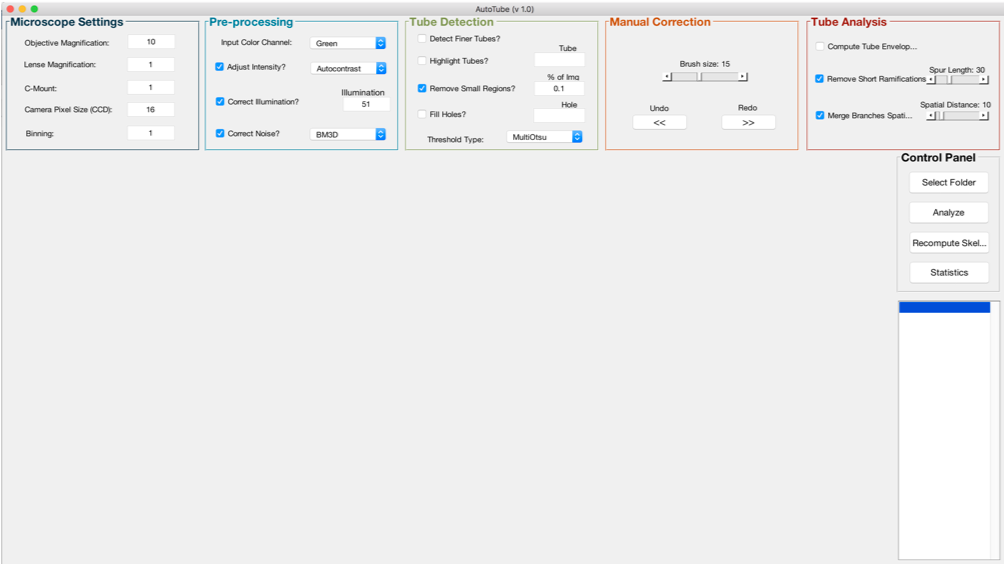 AutoTube (v 1.0)
Microscope Settings
Objective Magnification: 10
Lense Magnification: 1
C-Mount: 1
Camera Pixel Size (CCD): 16
Binning: 1
Pre-processing
Input Color Channel: Green
Adjust Intensity? Autocontrast
Illumination
Correct Illumination? 51
Correct Noise? BM3D
Tube Detection
Detect Finer Tubes?
Tube
Highlight Tubes?
% of Img
Remove Small Regions? 0.1
Hole
Fill Holes?
Threshold Type: MultiOtsu
Manual Correction
Brush size: 15
Undo Redo
<< >>
Tube Analysis
Compute Tube Envelop...
Spur Length: 30
Remove Short Ramifications
Spatial Distance: 10
Merge Branches Spati...
Control Panel
Select Folder
Analyze
Recompute Skel...
Statistics